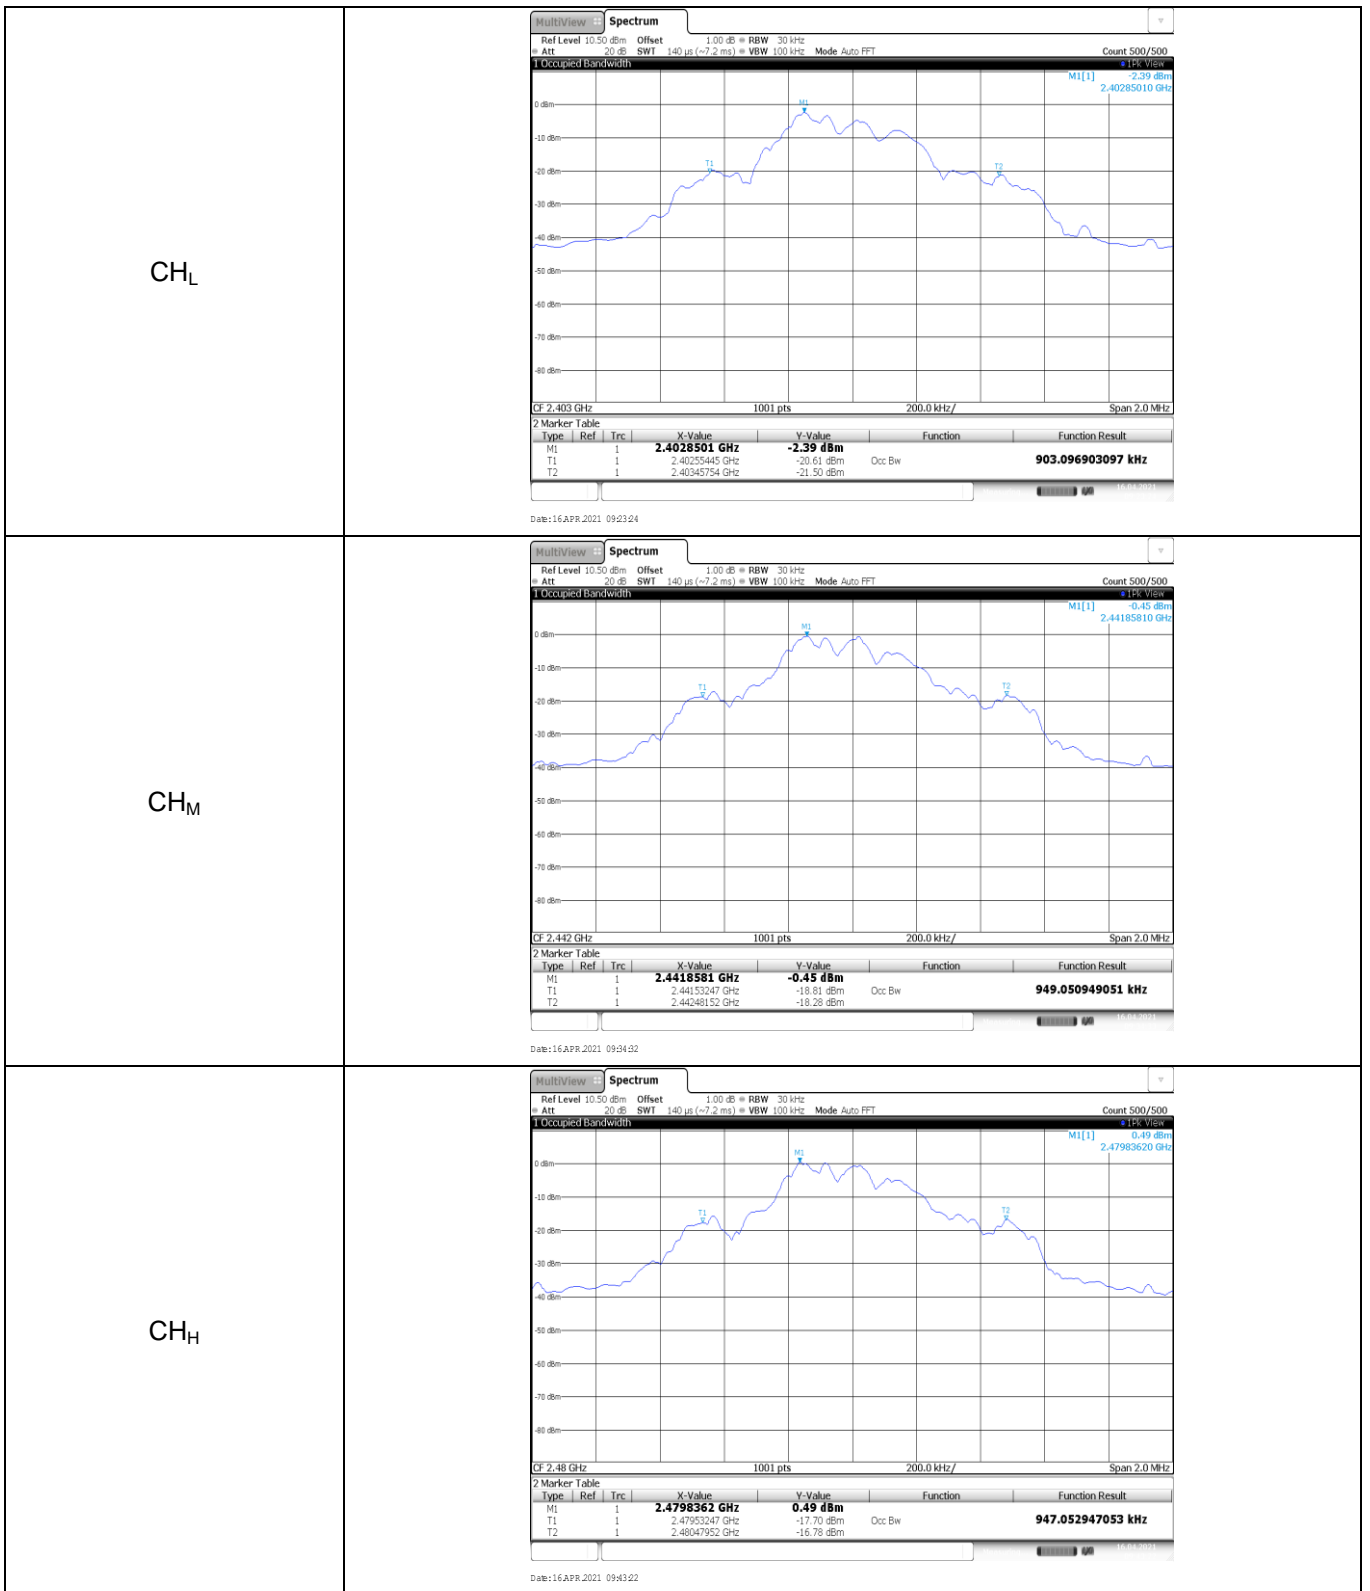 CHL
MultiView Spectrum
Ref Level 10.50 dBm Offset 1.00 dB RBW 30 kHz
Att 20 dB SWT 140 µs (~7.2 ms) VBW 100 kHz Mode Auto FFT Count 500/500
1 Occupied Bandwidth 1Pk View
M1[1] -2.39 dBm
2.40285010 GHz
M1
0 dBm
-10 dBm
T1 T2
-20 dBm
-30 dBm
-40 dBm
-50 dBm
-60 dBm
-70 dBm
-80 dBm
CF 2.403 GHz 1001 pts 200.0 kHz/ Span 2.0 MHz
2 Marker Table
Type Ref Trc X-Value Y-Value Function Function Result
M1 1 2.4028501 GHz -2.39 dBm
T1 1 2.40255445 GHz -20.61 dBm Occ Bw 903.096903097 kHz
T2 1 2.40345754 GHz -21.50 dBm
16.04.2021
Date: 16.APR.2021 09:23:24
CHM
MultiView Spectrum
Ref Level 10.50 dBm Offset 1.00 dB RBW 30 kHz
Att 20 dB SWT 140 µs (~7.2 ms) VBW 100 kHz Mode Auto FFT Count 500/500
1 Occupied Bandwidth 1Pk View
M1[1] -0.45 dBm
2.44185810 GHz
M1
0 dBm
-10 dBm
T1 T2
-20 dBm
-30 dBm
-40 dBm
-50 dBm
-60 dBm
-70 dBm
-80 dBm
CF 2.442 GHz 1001 pts 200.0 kHz/ Span 2.0 MHz
2 Marker Table
Type Ref Trc X-Value Y-Value Function Function Result
M1 1 2.4418581 GHz -0.45 dBm
T1 1 2.44153247 GHz -18.81 dBm Occ Bw 949.050949051 kHz
T2 1 2.44248152 GHz -18.28 dBm
16.04.2021
Date: 16.APR.2021 09:34:32
CHH
MultiView Spectrum
Ref Level 10.50 dBm Offset 1.00 dB RBW 30 kHz
Att 20 dB SWT 140 µs (~7.2 ms) VBW 100 kHz Mode Auto FFT Count 500/500
1 Occupied Bandwidth 1Pk View
M1[1] 0.49 dBm
2.47983620 GHz
M1
0 dBm
-10 dBm
T1 T2
-20 dBm
-30 dBm
-40 dBm
-50 dBm
-60 dBm
-70 dBm
-80 dBm
CF 2.48 GHz 1001 pts 200.0 kHz/ Span 2.0 MHz
2 Marker Table
Type Ref Trc X-Value Y-Value Function Function Result
M1 1 2.4798362 GHz 0.49 dBm
T1 1 2.47953247 GHz -17.70 dBm Occ Bw 947.052947053 kHz
T2 1 2.48047952 GHz -16.78 dBm
16.04.2021
Date: 16.APR.2021 09:43:22